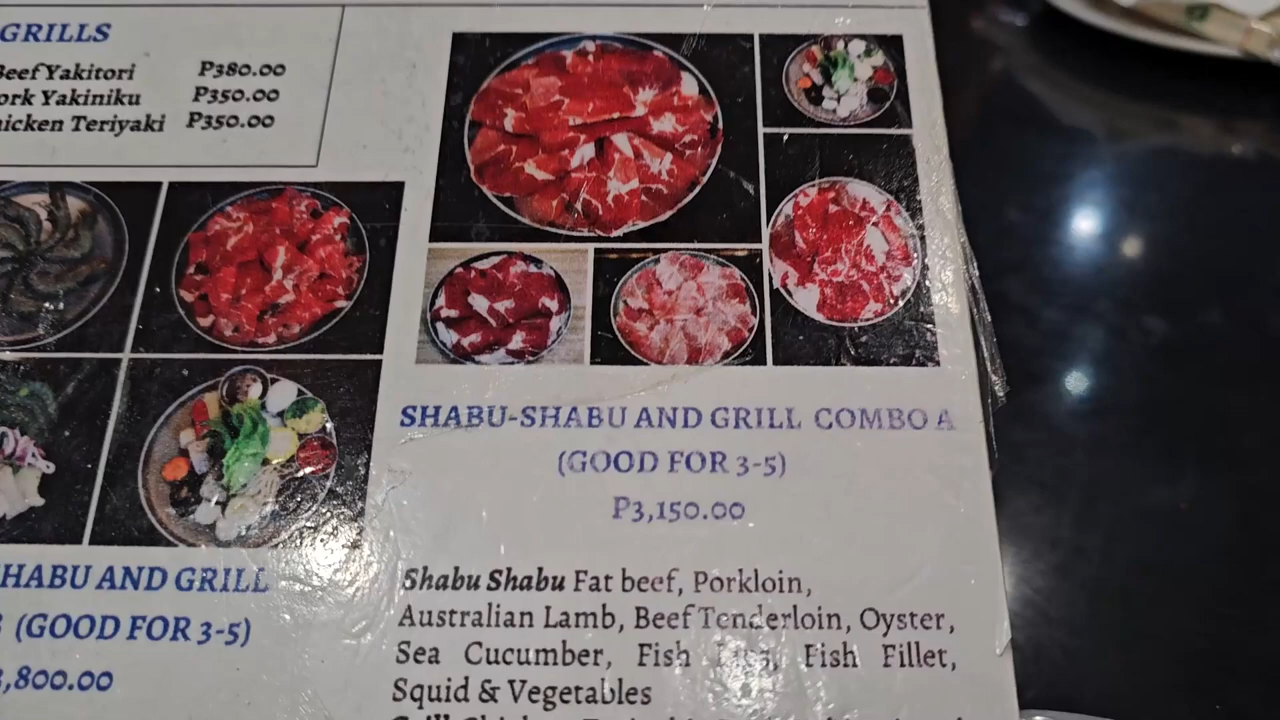 GRILLS
Beef Yakitori P380.00
ork Yakiniku P350.00
hicken Teriyaki P350.00
SHABU-SHABU AND GRILL COMBO A
(GOOD FOR 3-5)
P3,150.00
Shabu Shabu Fat beef, Porkloin,
Australian Lamb, Beef Tenderloin, Oyster,
Sea Cucumber, Fish Fish Fillet,
Squid & Vegetables
HABU AND GRILL
(GOOD FOR 3-5)
,800.00